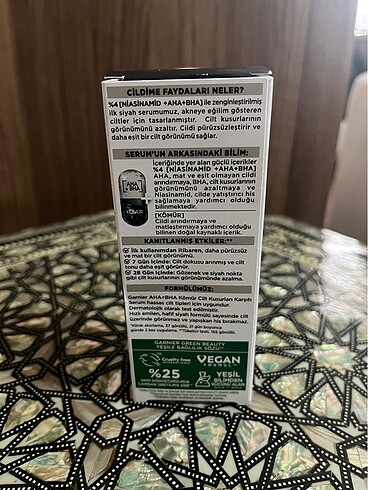 CİLDİME FAYDALARI NELER?
%4 [NİASİNAMİD +AHA+BHA] ile zenginleştirilmiş
ilk siyah serumumuz, akneye eğilim gösteren
ciltler için tasarlanmıştır. Cilt kusurlarının
görünümünü azaltır. Cildi pürüzsüzleştirir ve
daha eşit bir cilt görünümü sağlar.
SERUM'UN ARKASINDAKİ BİLİM:
İçeriğinde yer alan güçlü içerikler
%4 [NİASİNAMİD +AHA+BHA]
AHA, mat ve eşit olmayan cildi
arındırmaya, BHA, cilt kusurlarının
görünümünü azaltmaya ve
Niasinamid, cilde yatıştırıcı his
sağlamaya yardımcı olduğu
bilinmektedir.
AHA
BHA
[KÖMÜR]
Cildi arındırmaya ve
matlaştırmaya yardımcı olduğu
bilinen doğal kaynaklı içerik.
KÖMÜR
KANITLANMIŞ ETKİLER:**
İlk kullanımdan itibaren, daha pürüzsüz
ve mat bir cilt görünümü.
7 Gün içinde: Cilt dokusu arınmış ve cilt
tonu daha eşit görünür.
28 Gün içinde: Gözenek ve siyah nokta
gibi cilt kusurlarının görünümünde azalma.
FORMÜLÜMÜZ:
Garnier AHA+BHA Kömür Cilt Kusurları Karşıtı
Serum hassas cilt tipleri için uygundur.
Dermatolojik olarak test edilmiştir.
Hızlı emilen, hafif siyah formülü sayesinde cilt
üzerinde görünmez ve yapışkan his bırakmaz.
GARNIER GREEN BEAUTY
YEŞİLE BAĞLILIK SÖZÜ
Cruelty Free
VEGAN
%25
YEŞİL
BİLİMDEN